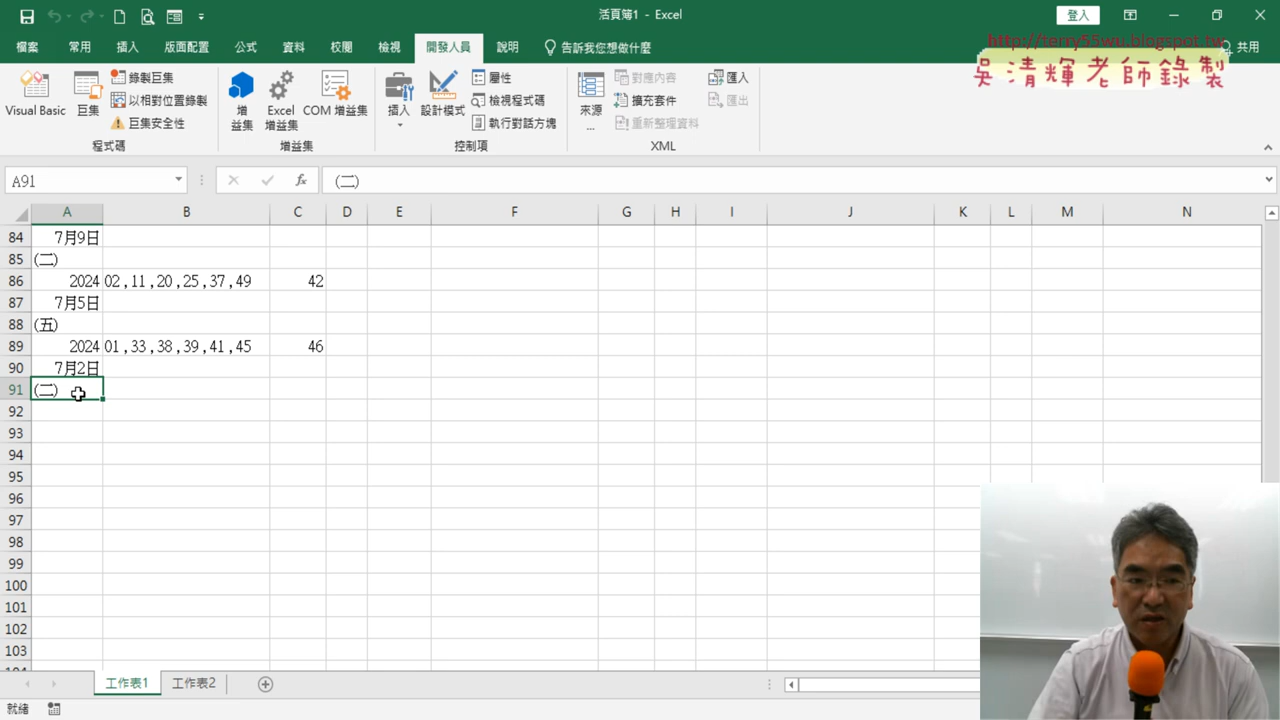 活頁簿1 - Excel
登入
http://terry55wu.blogspot.tw
吳清輝老師錄製
檔案 常用 插入 版面配置 公式 資料 校閱 檢視 開發人員 說明 告訴我您想做什麼 共用
Visual Basic 巨集 錄製巨集 以相對位置錄製 巨集安全性
程式碼
增益集 Excel 增益集 COM 增益集
增益集
插入 設計模式 屬性 檢視程式碼 執行對話方塊
控制項
來源... 對應內容 擴充套件 重新整理資料 匯入 匯出
XML
A91 fx (二)
A B C D E F G H I J K L M N
84 7月9日
85 (二)
86 2024 02,11,20,25,37,49 42
87 7月5日
88 (五)
89 2024 01,33,38,39,41,45 46
90 7月2日
91 (二)
92
93
94
95
96
97
98
99
100
101
102
103
工作表1 工作表2
就緒